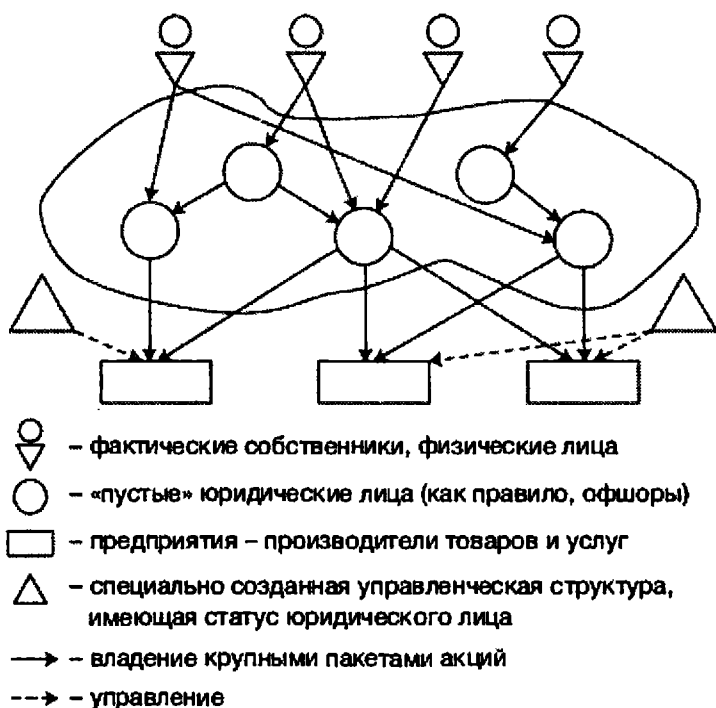 – фактические собственники, физические лица
– «пустые» юридические лица (как правило, офшоры)
– предприятия – производители товаров и услуг
– специально созданная управленческая структура,
имеющая статус юридического лица
– владение крупными пакетами акций
– управление